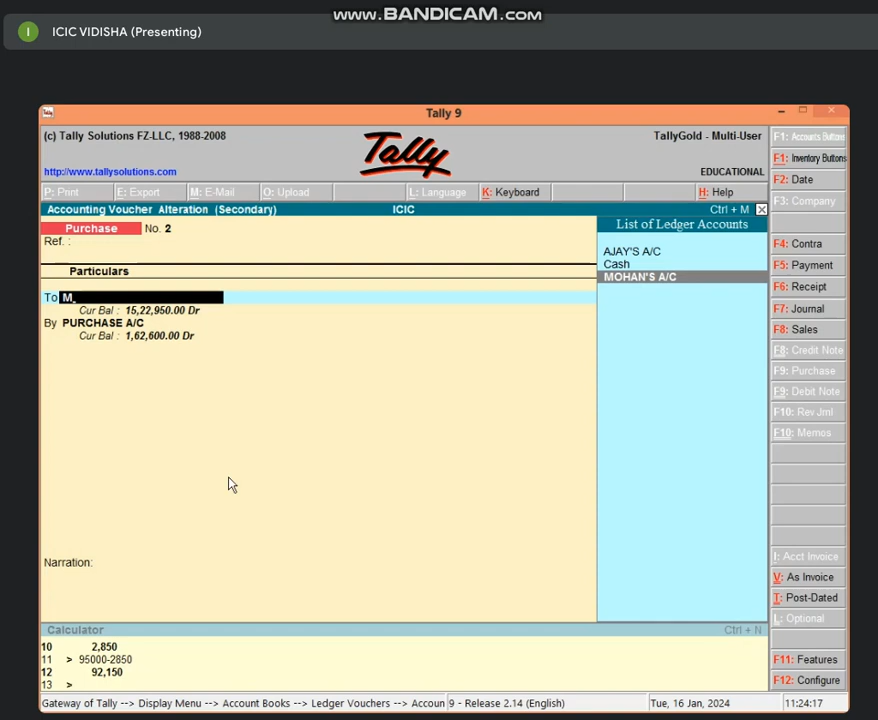 www.BANDICAM.com
I ICIC VIDISHA (Presenting)
Tally 9
(c) Tally Solutions FZ-LLC, 1988-2008
Tally
TallyGold - Multi-User
http://www.tallysolutions.com
EDUCATIONAL
P: Print E: Export M: E-Mail O: Upload L: Language K: Keyboard H: Help
Accounting Voucher Alteration (Secondary) ICIC Ctrl + M
Purchase No. 2
Ref. :
Particulars
To M
Cur Bal : 15,22,950.00 Dr
By PURCHASE A/C
Cur Bal : 1,62,600.00 Dr
Narration:
List of Ledger Accounts
AJAY'S A/C
Cash
MOHAN'S A/C
F1: Accounts Buttons
F1: Inventory Buttons
F2: Date
F3: Company
F4: Contra
F5: Payment
F6: Receipt
F7: Journal
F8: Sales
F8: Credit Note
F9: Purchase
F9: Debit Note
F10: Rev Jrnl
F10: Memos
I: Acct Invoice
V: As Invoice
T: Post-Dated
L: Optional
F11: Features
F12: Configure
Calculator Ctrl + N
10 2,850
11 > 95000-2850
12 92,150
13 >
Gateway of Tally --> Display Menu --> Account Books --> Ledger Vouchers --> Accoun 9 - Release 2.14 (English) Tue, 16 Jan, 2024 11:24:17